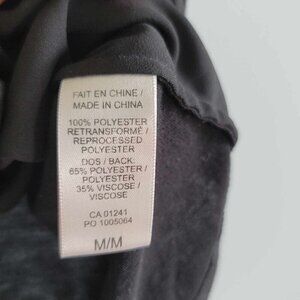 FAIT EN CHINE /
MADE IN CHINA
100% POLYESTER
RETRANSFORMÉ /
REPROCESSED
POLYESTER
DOS / BACK:
65% POLYESTER /
POLYESTER
35% VISCOSE /
VISCOSE
CA 01241
PO 1005064
M/M